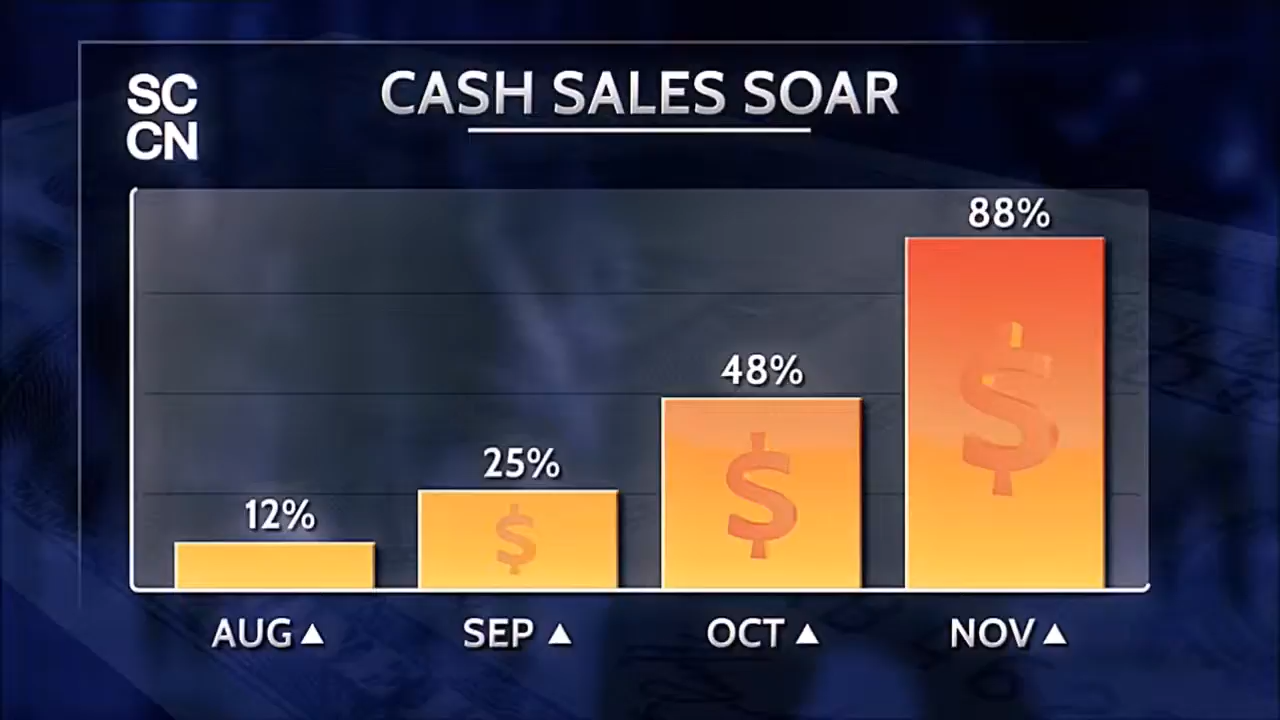 SC
CN
CASH SALES SOAR
88%
48%
25%
12%
AUG▲
SEP ▲
OCT ▲
NOV▲